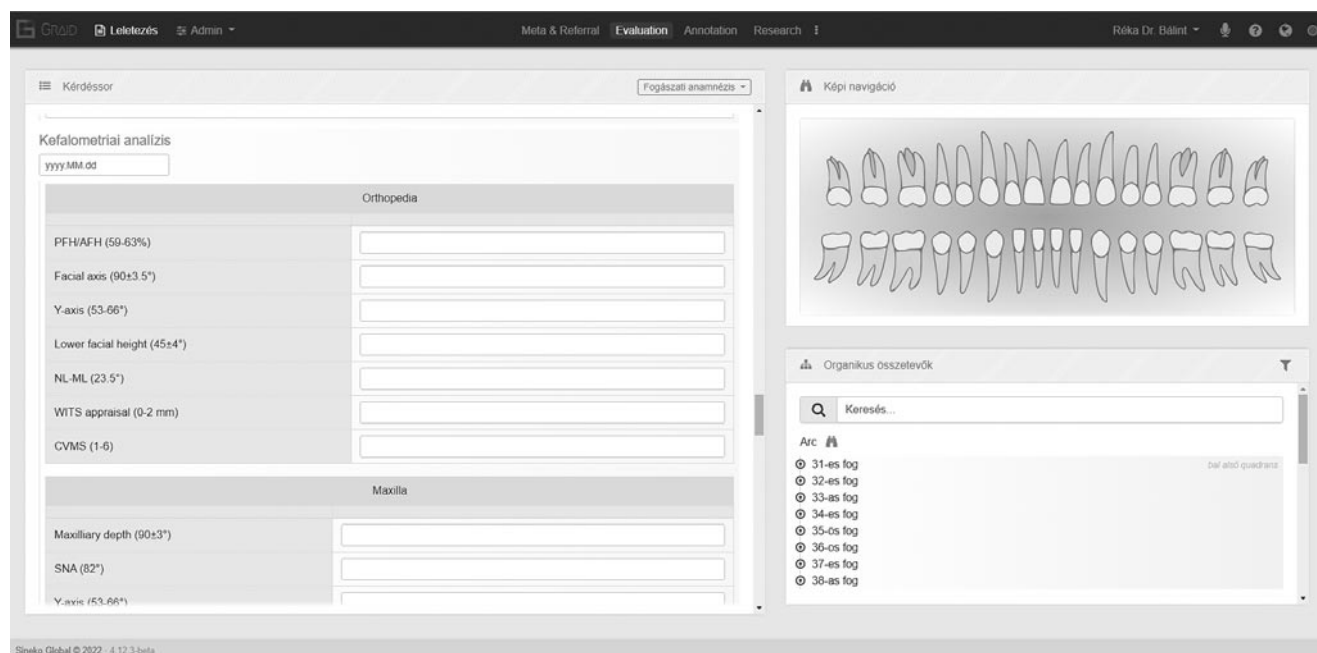 GRAID Leletezés Admin Meta & Referral Evaluation Annotation Research Réka Dr. Bálint
Kérdéssor Fogászati anamnézis
Kefalometriai analízis
yyyy.MM.dd
Orthopedia
PFH/AFH (59-63%)
Facial axis (90±3.5°)
Y-axis (53-66°)
Lower facial height (45±4°)
NL-ML (23.5°)
WITS appraisal (0-2 mm)
CVMS (1-6)
Maxilla
Maxilliary depth (90±3°)
SNA (82°)
Y-axis (53-66°)
Képi navigáció
Organikus összetevők
Keresés...
Arc
31-es fog bal alsó quadráns
32-es fog
33-as fog
34-es fog
35-ös fog
36-os fog
37-es fog
38-as fog
Sineko Global © 2022 - 4.12.3-beta